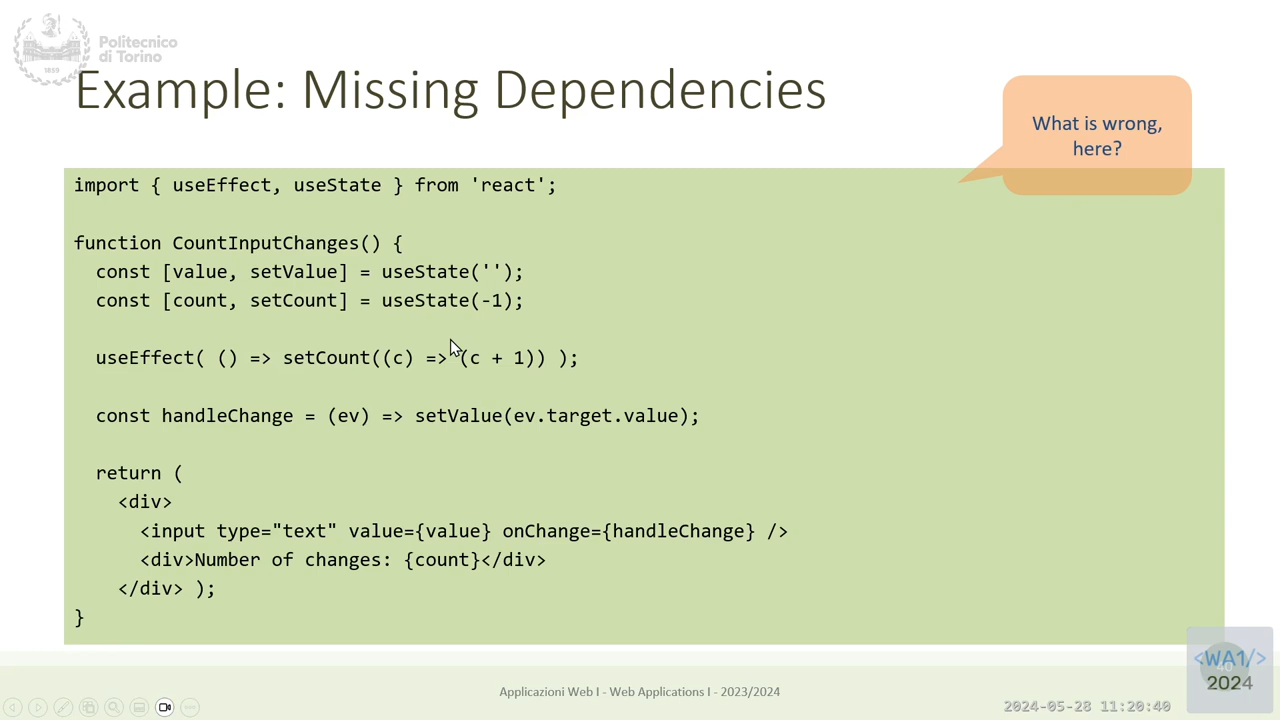 Politecnico
di Torino
1859
Example: Missing Dependencies
What is wrong,
here?
import { useEffect, useState } from 'react';
function CountInputChanges() {
const [value, setValue] = useState('');
const [count, setCount] = useState(-1);
useEffect( () => setCount((c) => (c + 1)) );
const handleChange = (ev) => setValue(ev.target.value);
return (
<div>
<input type="text" value={value} onChange={handleChange} />
<div>Number of changes: {count}</div>
</div> );
}
<WA1/>
2024
Applicazioni Web I - Web Applications I - 2023/2024
2024-05-28 11:20:40